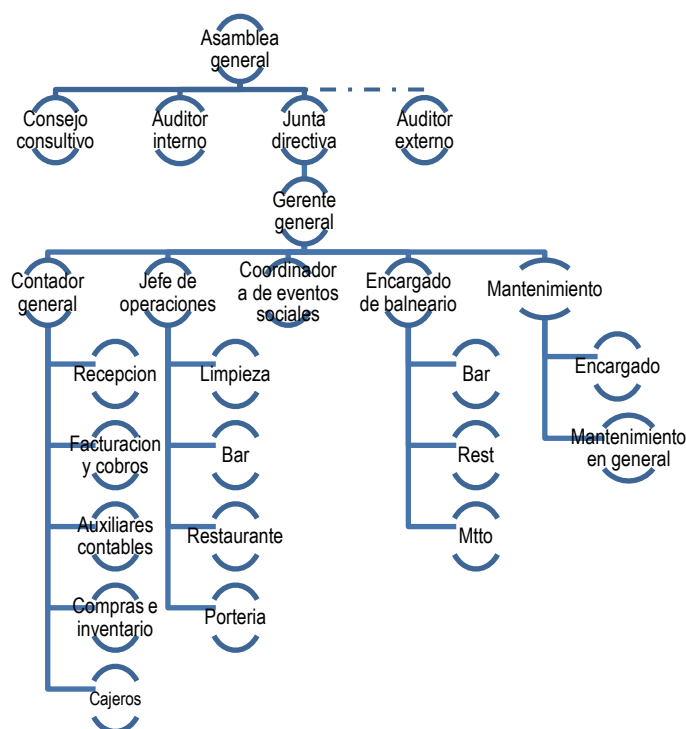 Asamblea
general
Consejo
consultivo
Auditor
interno
Junta
directiva
Auditor
externo
Gerente
general
Contador
general
Jefe de
operaciones
Coordinador
a de eventos
sociales
Encargado
de balneario
Mantenimiento
Recepcion
Facturacion
y cobros
Auxiliares
contables
Compras e
inventario
Cajeros
Limpieza
Bar
Restaurante
Porteria
Bar
Rest
Mtto
Encargado
Mantenimiento
en general